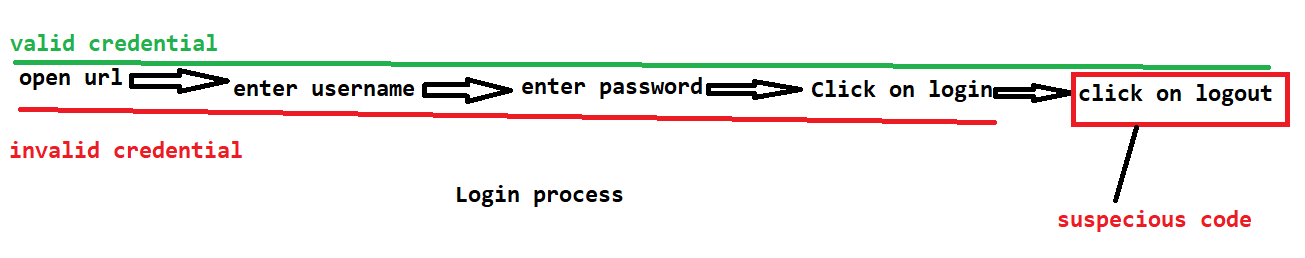 valid credential
open url enter username enter password Click on login click on logout
invalid credential
Login process
suspecious code